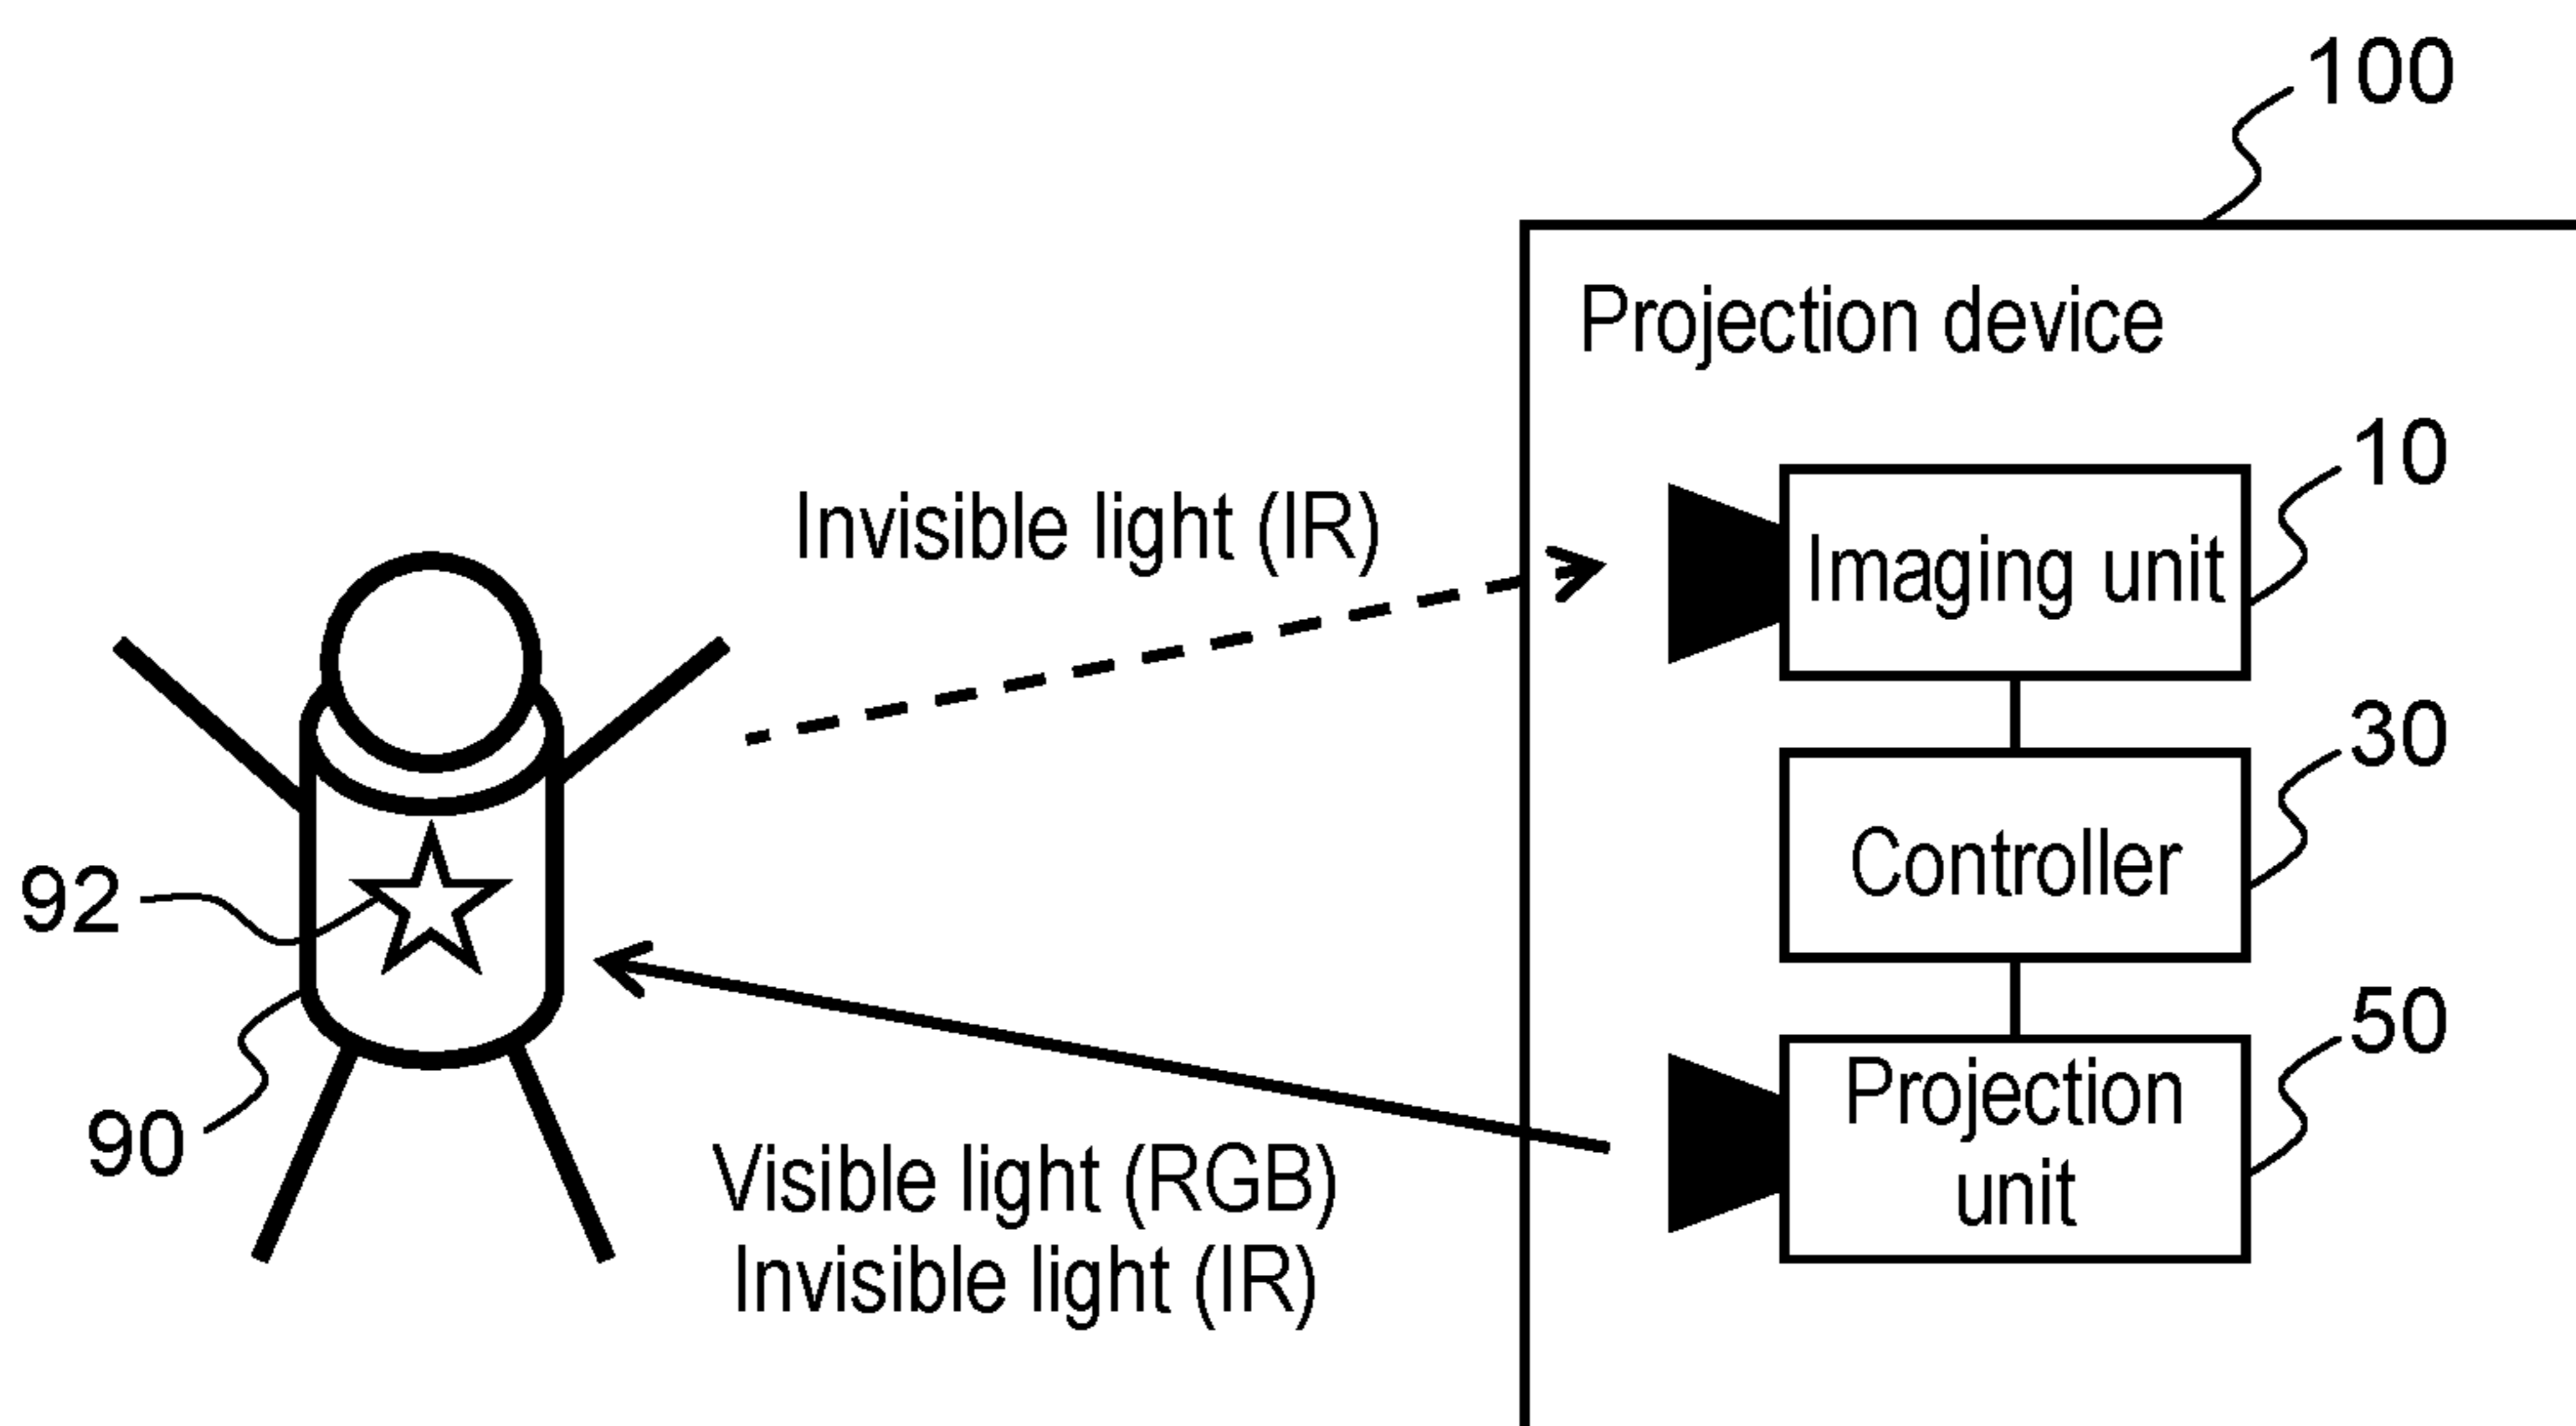 100
Projection device
10
Invisible light (IR)
Imaging unit
30
Controller
92
50
Projection
unit
90
Visible light (RGB)
Invisible light (IR)